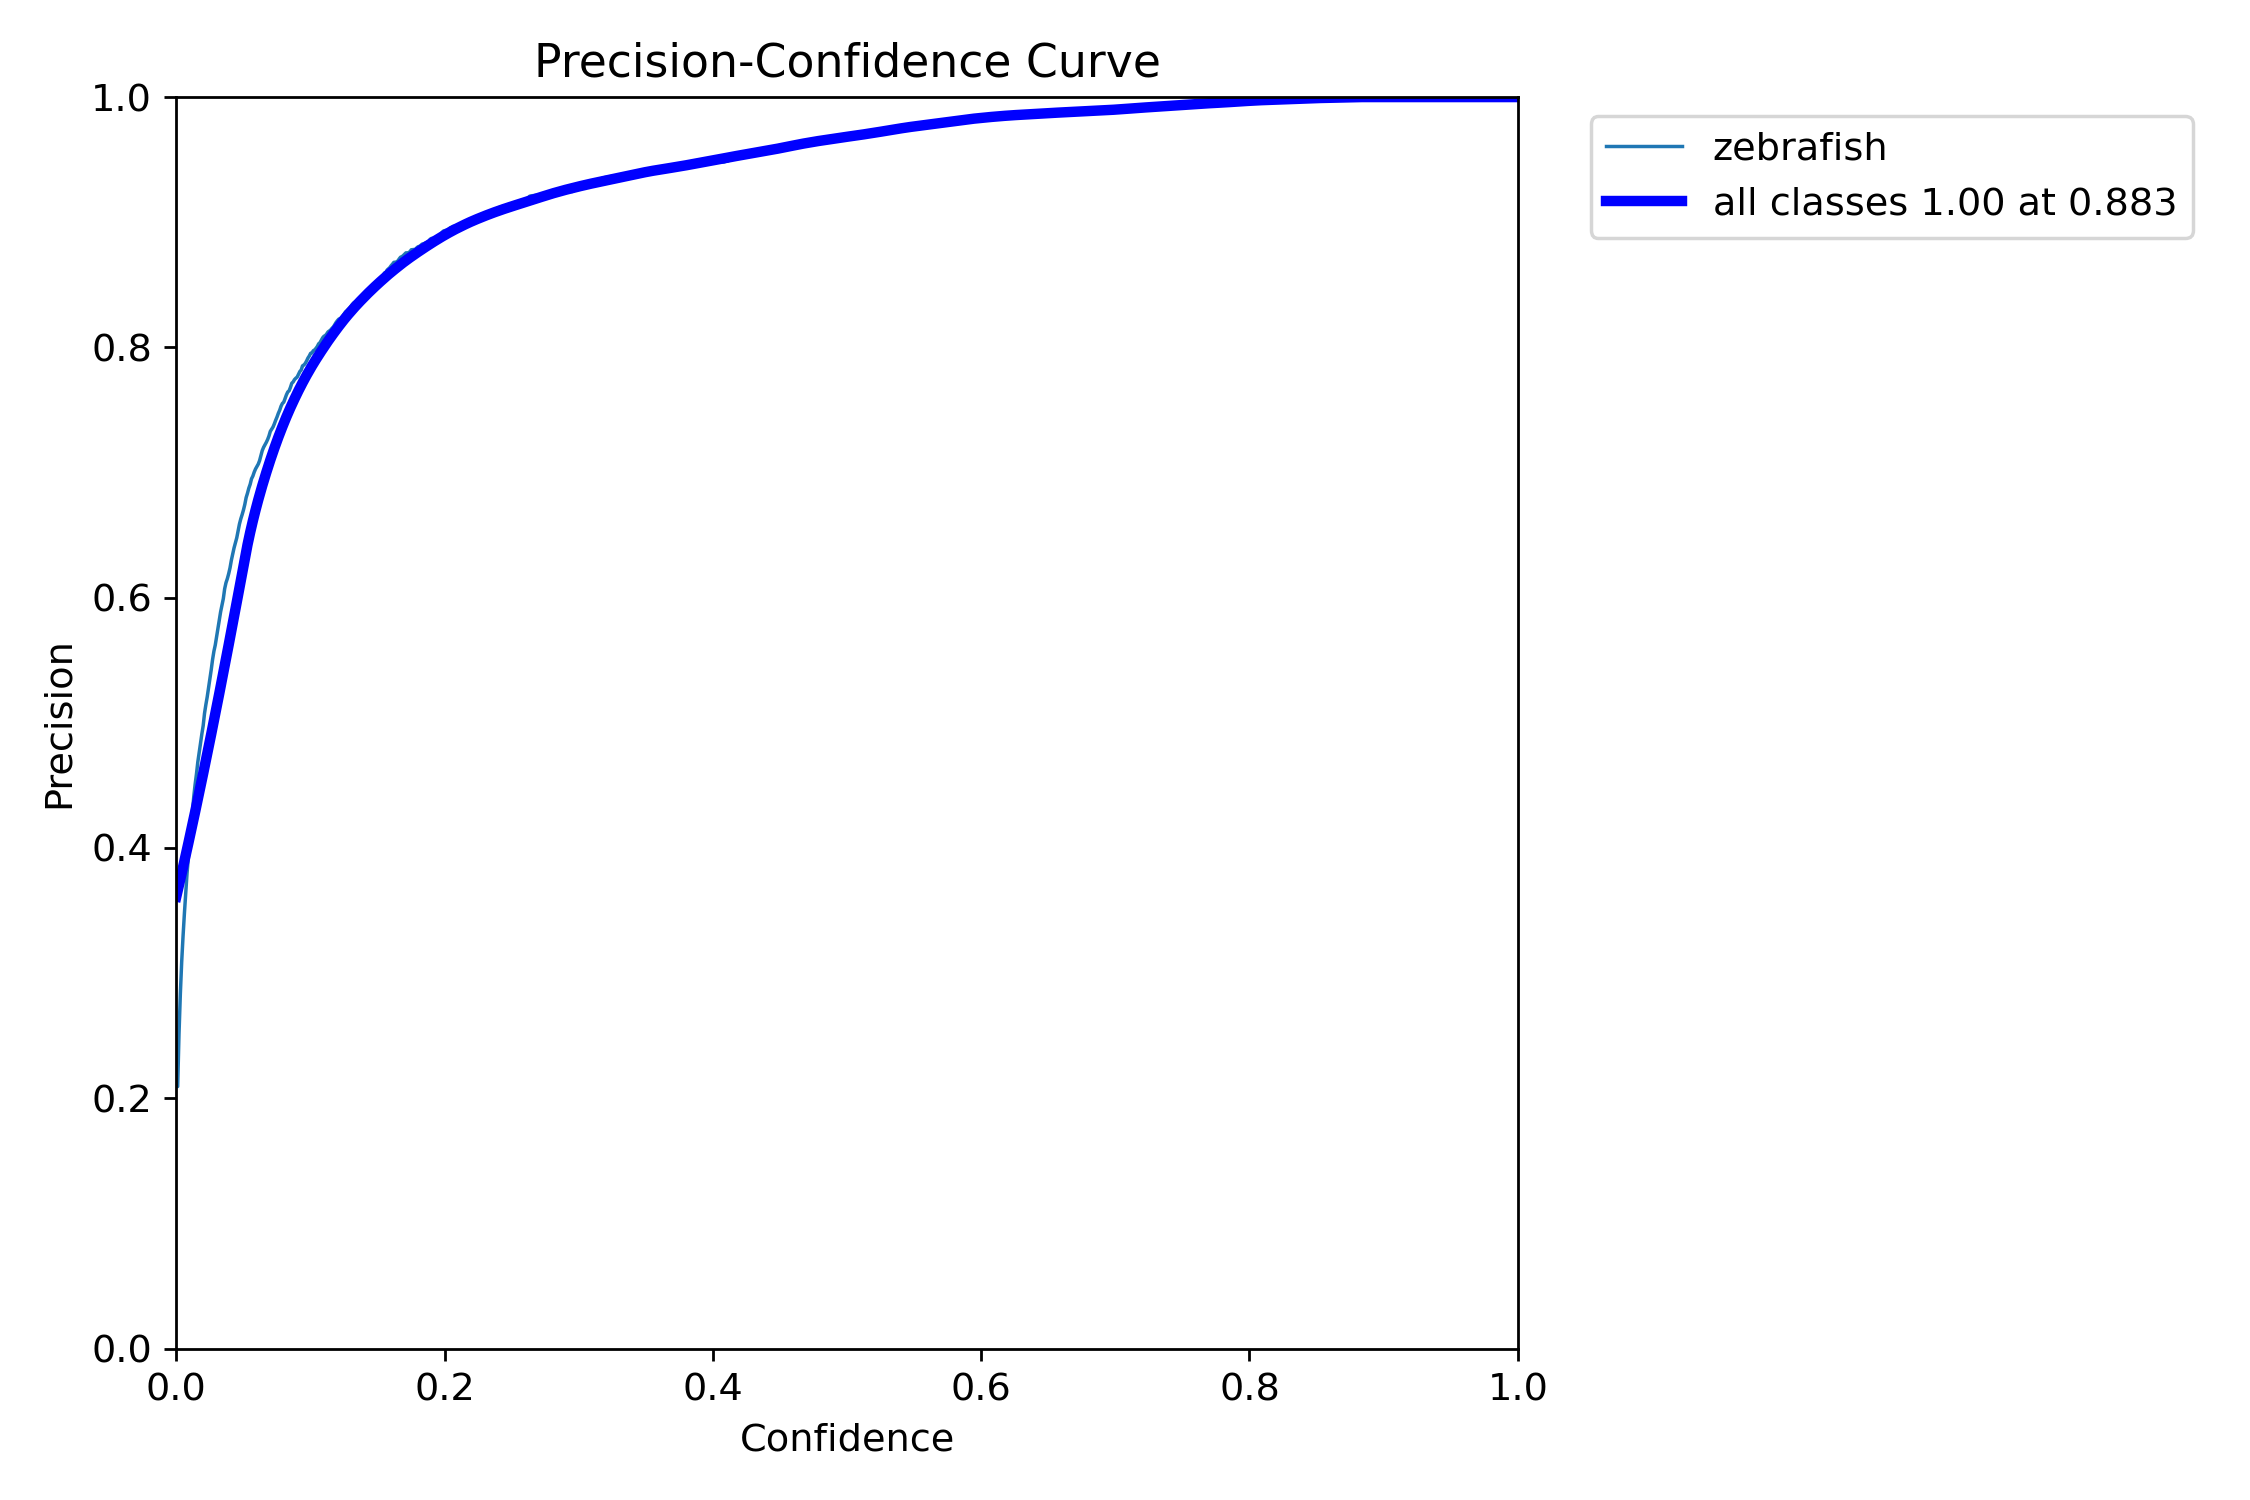 Precision-Confidence Curve
1.0
0.8
0.6
0.4
0.2
0.0
Precision
0.0 0.2 0.4 0.6 0.8 1.0
Confidence
zebrafish
all classes 1.00 at 0.883